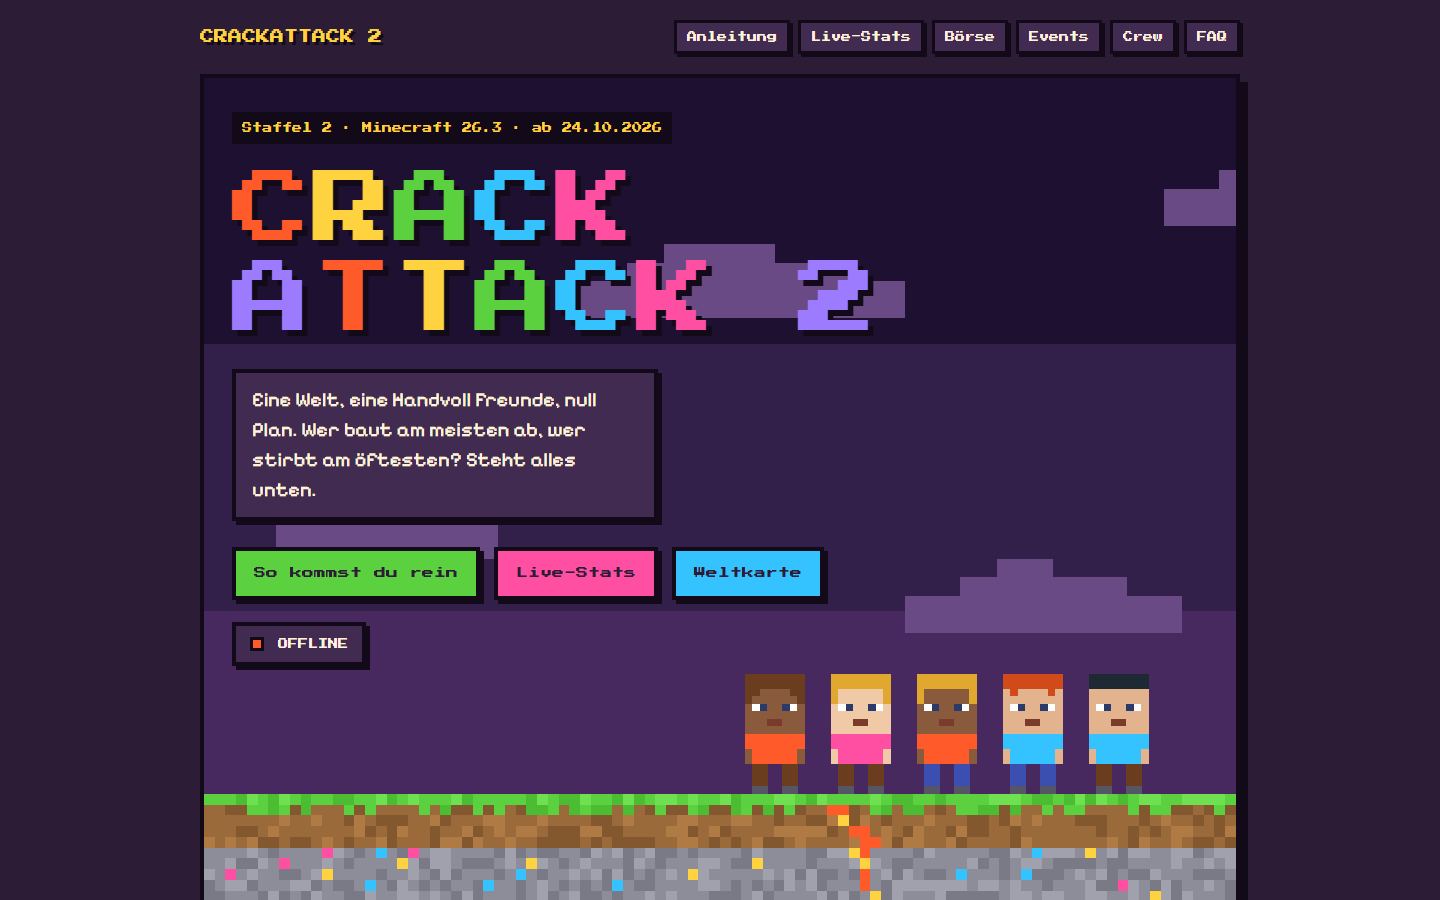 CRACKATTACK 2
Anleitung
Live-Stats
Börse
Events
Crew
FAQ
Staffel 2 · Minecraft 26.3 · ab 24.10.2026
CRACK
ATTACK 2
Eine Welt, eine Handvoll Freunde, null
Plan. Wer baut am meisten ab, wer
stirbt am öftesten? Steht alles
unten.
So kommst du rein
Live-Stats
Weltkarte
OFFLINE